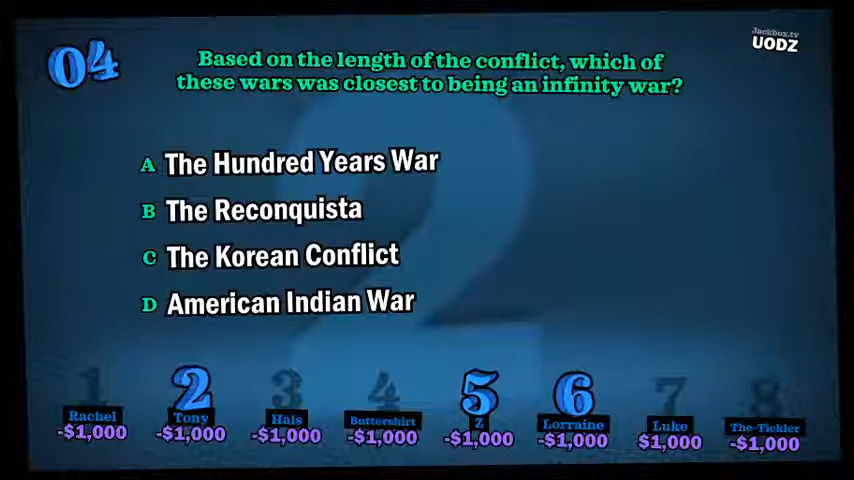 04
Based on the length of the conflict, which of
these wars was closest to being an infinity war?
Jackbox.tv
UODZ
A The Hundred Years War
B The Reconquista
C The Korean Conflict
D American Indian War
2
1 2 3 4 5 6 7 8
Rachel Tony Hals Buttershirt Z Lorraine Luke The-Tickler
-$1,000 -$1,000 -$1,000 -$1,000 -$1,000 -$1,000 $1,000 -$1,000